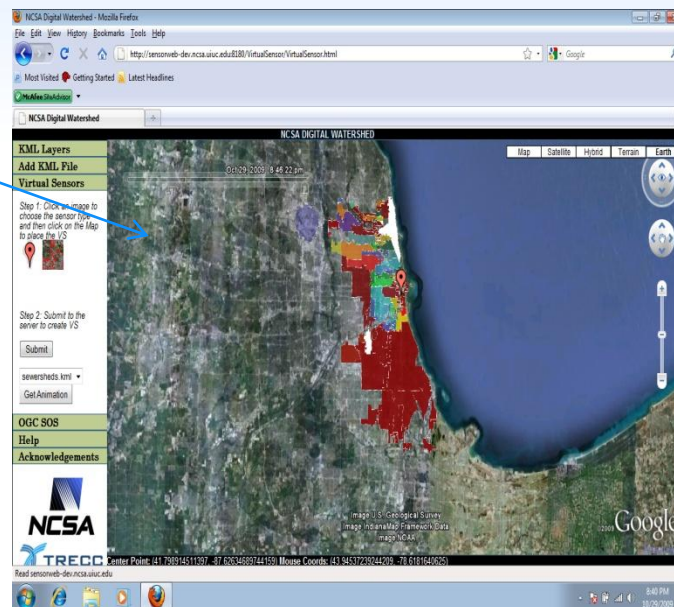 NCSA Digital Watershed - Mozilla Firefox
File Edit View History Bookmarks Tools Help
http://sensorweb-dev.ncsa.uiuc.edu:8180/VirtualSensor/VirtualSensor.html
Google
Most Visited Getting Started Latest Headlines
McAfee SiteAdvisor
NCSA Digital Watershed
NCSA DIGITAL WATERSHED
KML Layers
Add KML File
Virtual Sensors
Step 1: Click an image to
choose the sensor type
and then click on the Map
to place the VS
Step 2: Submit to the
server to create VS
Submit
sewersheds.kml
Get Animation
OGC SOS
Help
Acknowledgements
NCSA
TRECC
Map Satellite Hybrid Terrain Earth
Oct 29, 2009 8:46:22 pm
Image U.S. Geological Survey
Image IndianaMap Framework Data
Image NOAA
©2009 Google
Center Point: (41.798914511397, -87.62634689744159) Mouse Coords: (43.94537239244209, -78.6181640625)
Read sensorweb-dev.ncsa.uiuc.edu
8:40 PM
10/29/2009